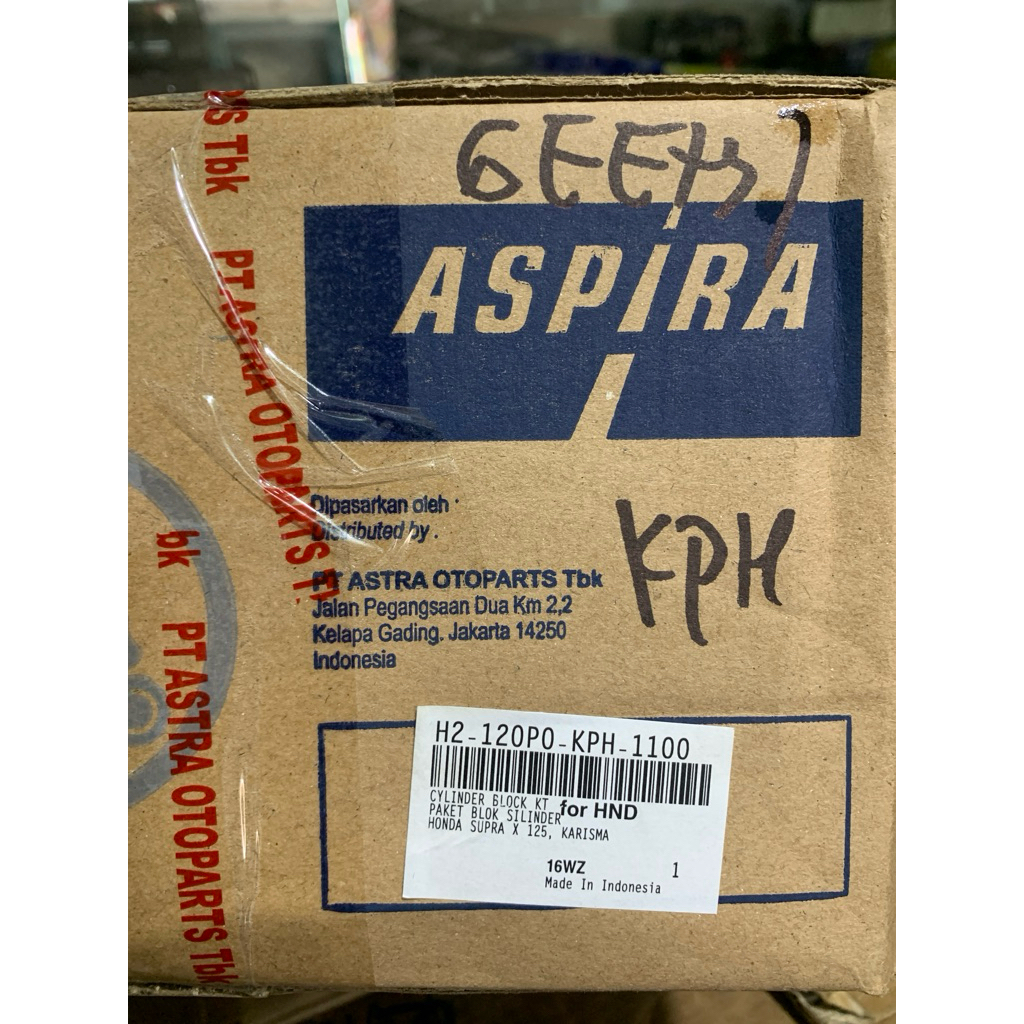 ASPIRA
Dipasarkan oleh
Distributed by .
PT ASTRA OTOPARTS Tbk
Jalan Pegangsaan Dua Km 2,2
Kelapa Gading. Jakarta 14250
Indonesia
KPH
H2-120P0-KPH-1100
CYLINDER BLOCK KT
PAKET BLOK SILINDER for HND
HONDA SUPRA X 125, KARISMA
16WZ 1
Made In Indonesia
Tbk
PT ASTRA OTOPARTS T
bk
PT ASTRA OTOPARTS Tbk